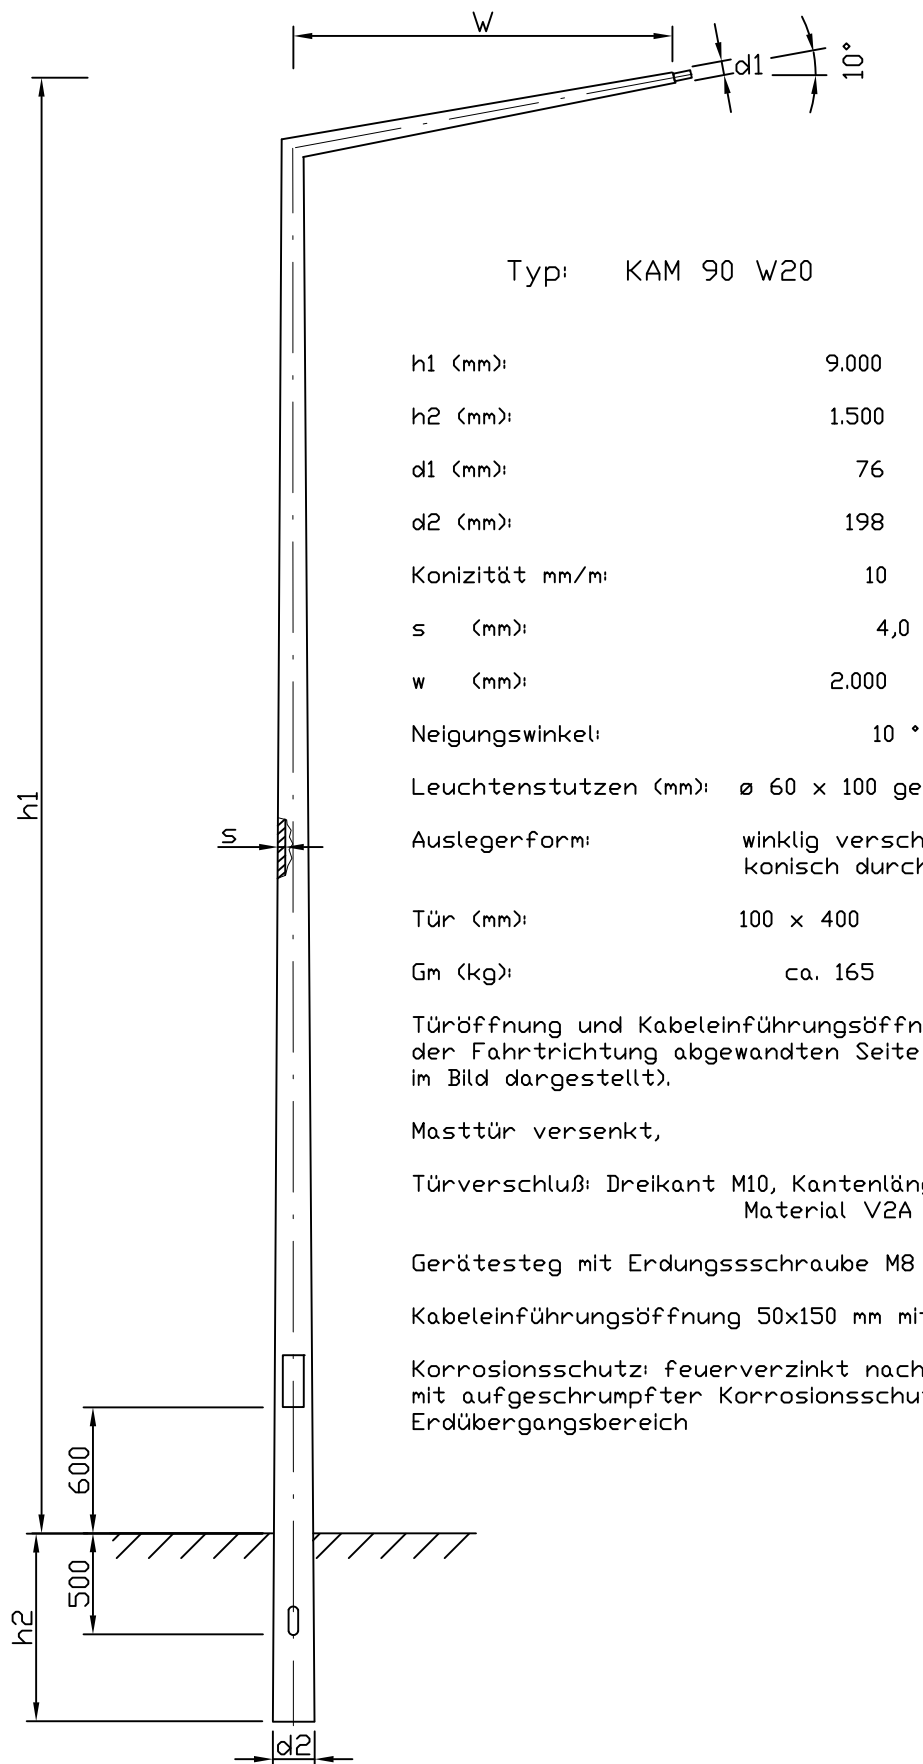 W
d1
10°
Typ: KAM 90 W20
h1 (mm): 9.000
h2 (mm): 1.500
d1 (mm): 76
d2 (mm): 198
Konizität mm/m: 10
s (mm): 4,0
w (mm): 2.000
Neigungswinkel: 10 °
Leuchtenstutzen (mm): ø 60 x 100 ge
Auslegerform: winklig versch
konisch durch
Tür (mm): 100 x 400
Gm (kg): ca. 165
Türöffnung und Kabeleinführungsöffn
der Fahrtrichtung abgewandten Seite
im Bild dargestellt).
Masttür versenkt,
Türverschluß: Dreikant M10, Kantenläng
Material V2A
Gerätesteg mit Erdungssschraube M8
Kabeleinführungsöffnung 50x150 mm mit
Korrosionsschutz: feuerverzinkt nach
mit aufgeschrumpfter Korrosionsschut
Erdübergangsbereich
h1
s
600
500
h2
d2